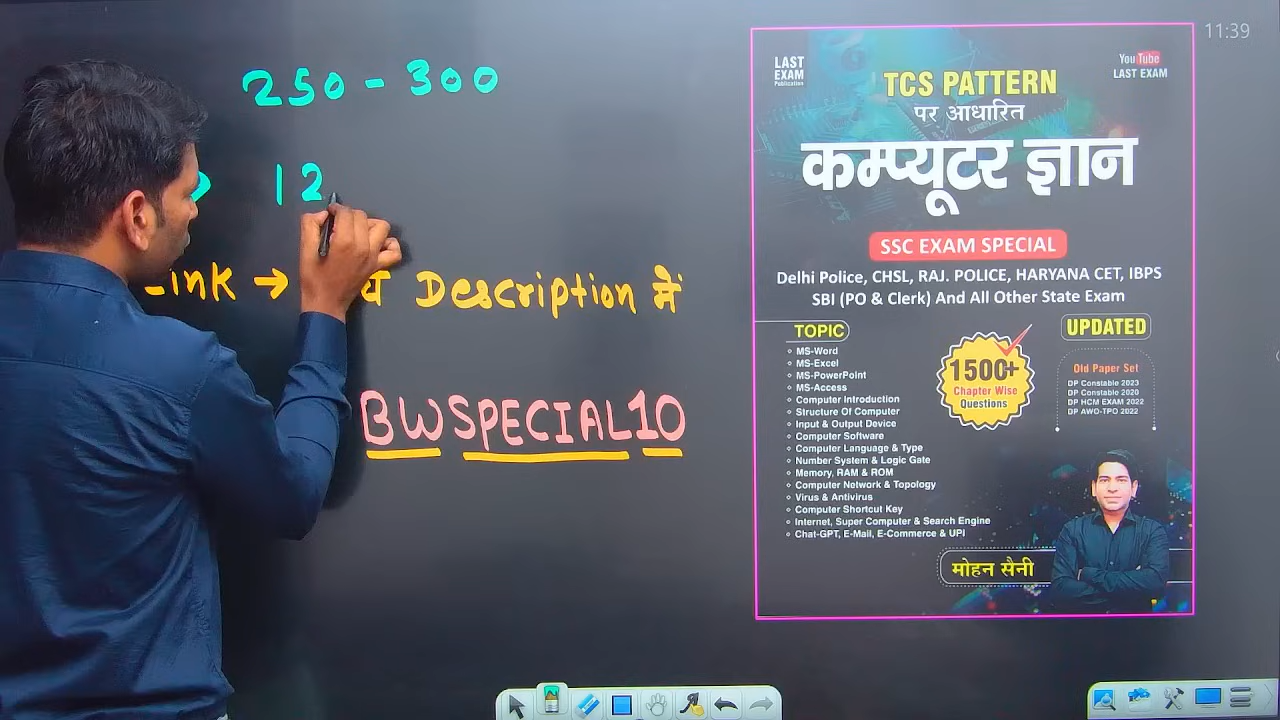 11:39
250 - 300
12
ink → Description में
BWSPECIAL10
LAST
EXAM
Publication
You Tube
LAST EXAM
TCS PATTERN
पर आधारित
कम्प्यूटर ज्ञान
SSC EXAM SPECIAL
Delhi Police, CHSL, RAJ. POLICE, HARYANA CET, IBPS
SBI (PO & Clerk) And All Other State Exam
TOPIC
MS-Word
MS-Excel
MS-PowerPoint
MS-Access
Computer Introduction
Structure Of Computer
Input & Output Device
Computer Software
Computer Language & Type
Number System & Logic Gate
Memory, RAM & ROM
Computer Network & Topology
Virus & Antivirus
Computer Shortcut Key
Internet, Super Computer & Search Engine
Chat-GPT, E-Mail, E-Commerce & UPI
1500+
Chapter Wise
Questions
UPDATED
Old Paper Set
DP Constable 2023
DP Constable 2020
DP HCM EXAM 2022
DP AWO-TPO 2022
मोहन सैनी